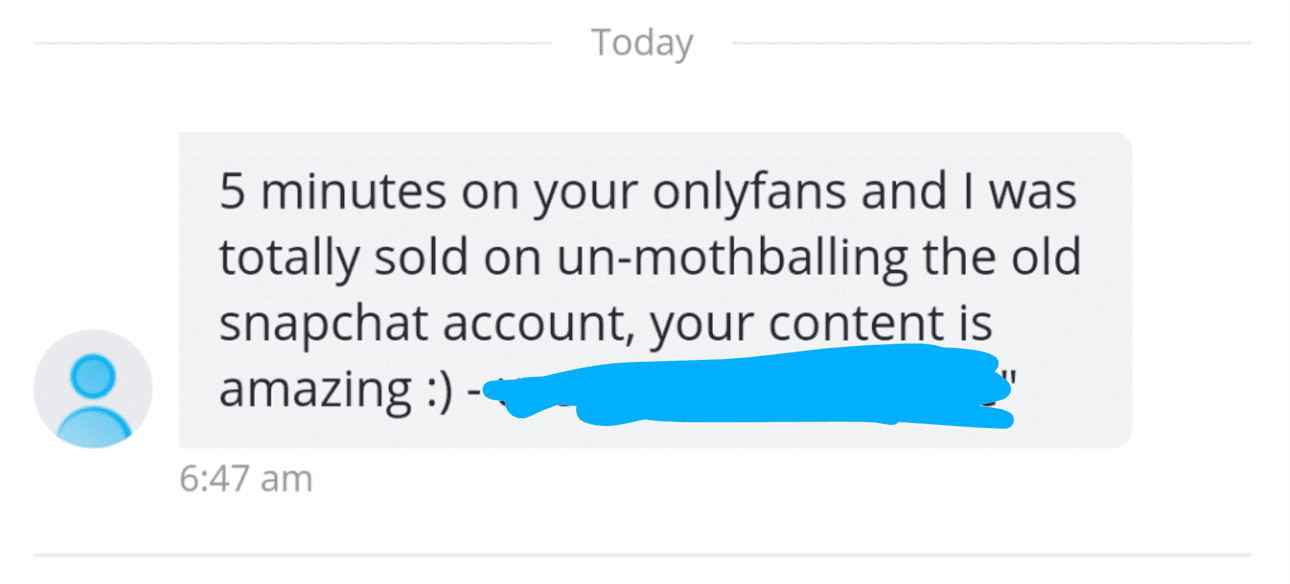 Today
5 minutes on your onlyfans and I was
totally sold on un-mothballing the old
snapchat account, your content is
amazing :) - "
6:47 am